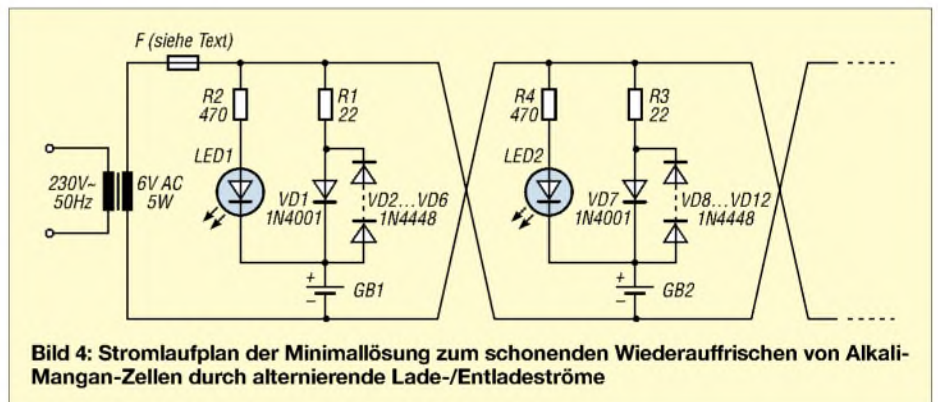 F (siehe Text)
R2
470
R1
22
R4
470
R3
22
LED1
LED2
230V~
50Hz
6V AC
5W
VD1
1N4001
VD2...VD6
1N4448
VD7
1N4001
VD8...VD12
1N4448
+
−
GB1
+
−
GB2
Bild 4: Stromlaufplan der Minimallösung zum schonenden Wiederauffrischen von Alkali-
Mangan-Zellen durch alternierende Lade-/Entladeströme